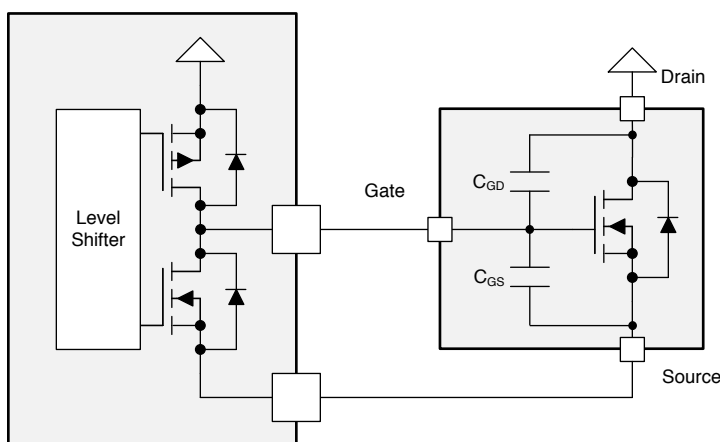 Drain
C_GD
Gate
Level
Shifter
C_GS
Source